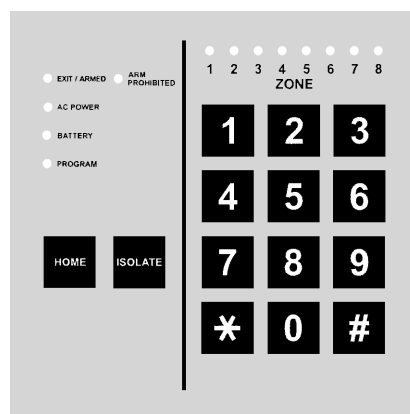 EXIT / ARMED
ARM
PROHIBITED
AC POWER
BATTERY
PROGRAM
HOME
ISOLATE
1 2 3 4 5 6 7 8
ZONE
1 2 3
4 5 6
7 8 9
* 0 #